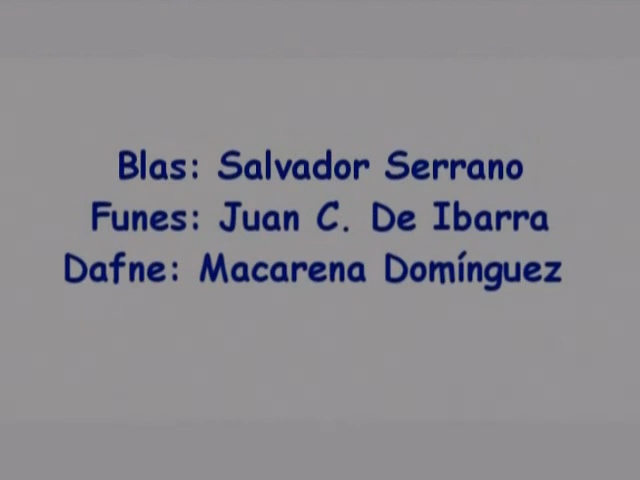 Blas: Salvador Serrano
Funes: Juan C. De Ibarra
Dafne: Macarena Domínguez